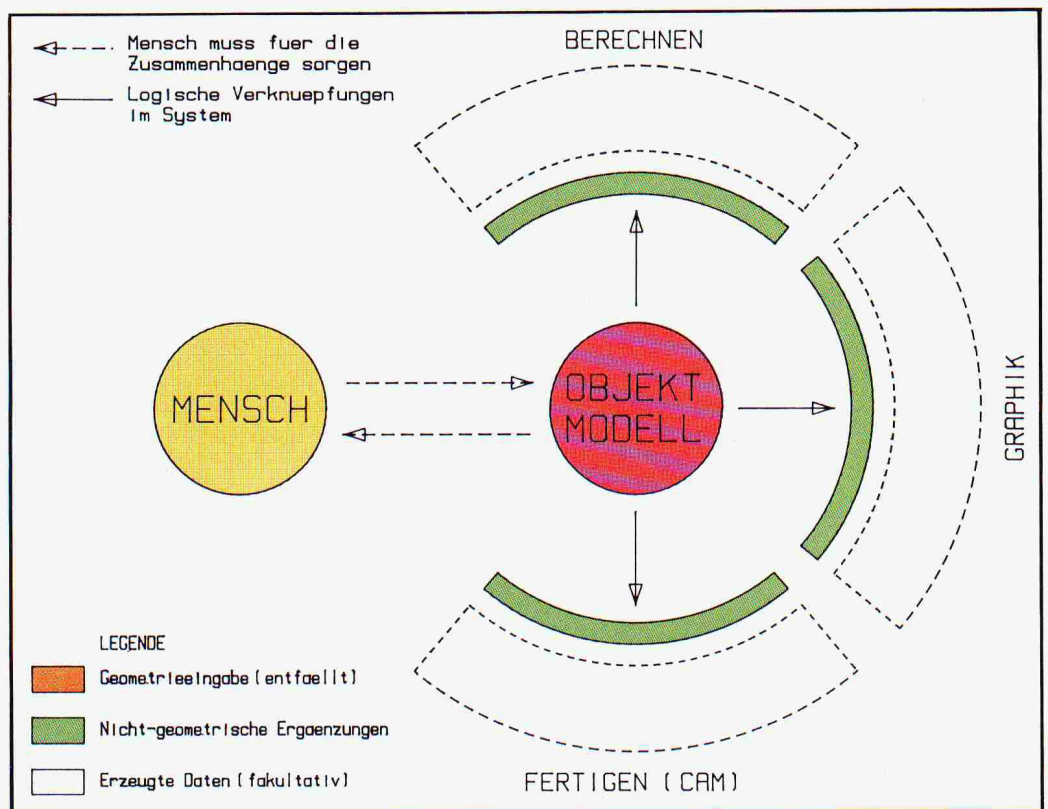 Mensch muss fuer die
Zusammenhaenge sorgen
Logische Verknuepfungen
im System
BERECHNEN
MENSCH
OBJEKT
MODELL
GRAPHIK
LEGENDE
Geometrieeingabe (entfaellt)
Nicht-geometrische Ergaenzungen
Erzeugte Daten (fakultativ)
FERTIGEN (CAM)